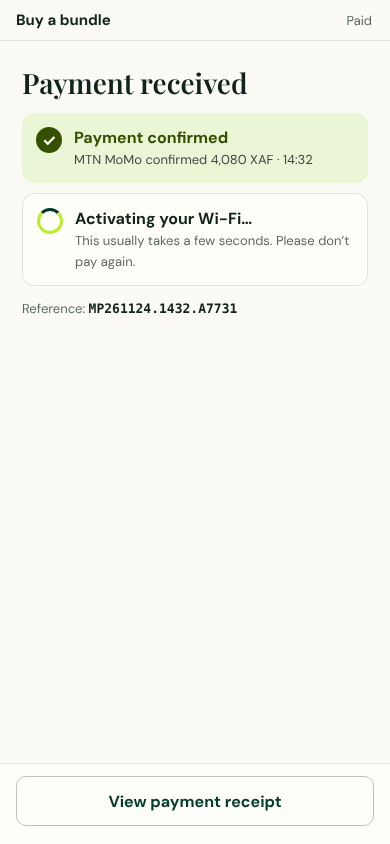 Buy a bundle
Paid
Payment received
Payment confirmed
MTN MoMo confirmed 4,080 XAF · 14:32
Activating your Wi-Fi…
This usually takes a few seconds. Please don’t
pay again.
Reference: MP261124.1432.A7731
View payment receipt